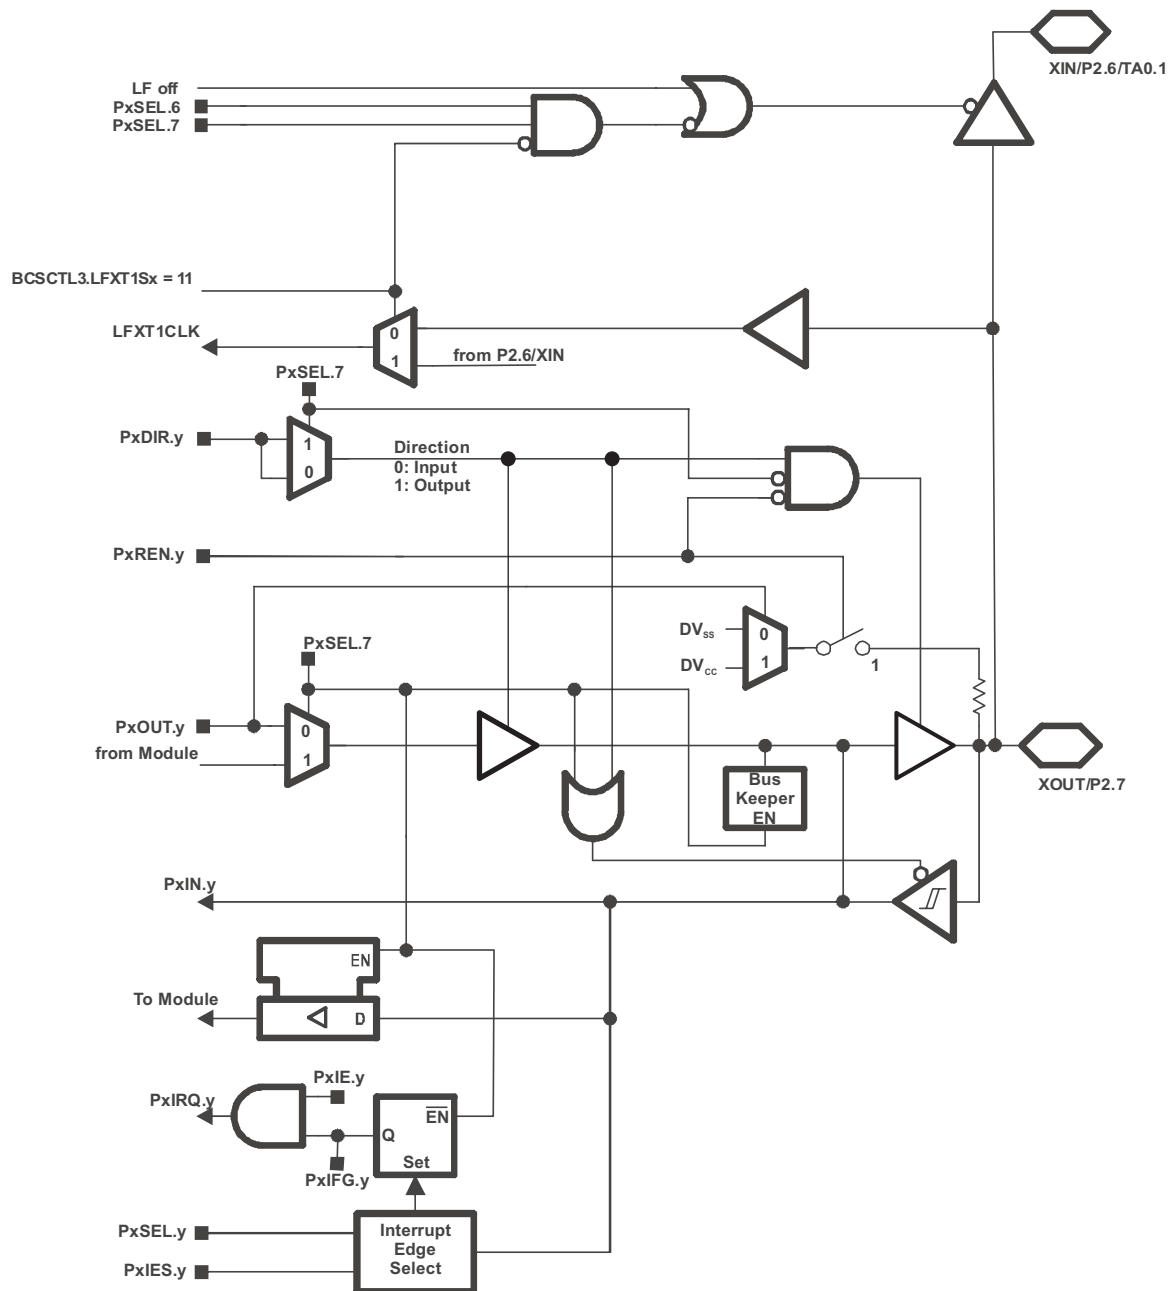 XIN/P2.6/TA0.1
LF off
PxSEL.6
PxSEL.7
BCSCTL3.LFXT1Sx = 11
LFXT1CLK
0
1
from P2.6/XIN
PxSEL.7
PxDIR.y
1
0
Direction
0: Input
1: Output
PxREN.y
DVss
0
DVcc
1
1
PxSEL.7
PxOUT.y
0
from Module
1
Bus
Keeper
EN
XOUT/P2.7
PxIN.y
EN
To Module
D
PxIE.y
PxIRQ.y
EN
Q
Set
PxIFG.y
PxSEL.y
PxIES.y
Interrupt
Edge
Select